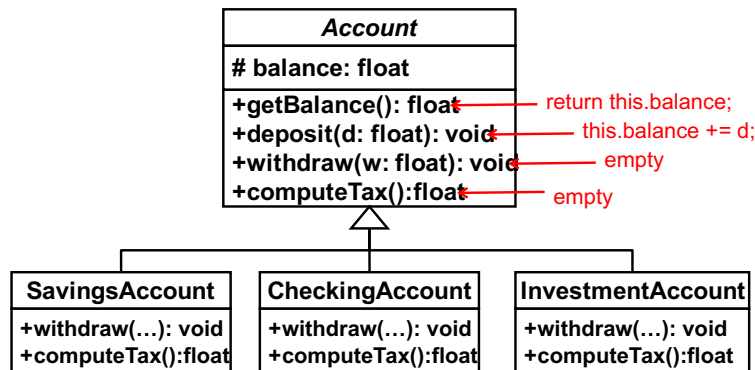 Account
# balance: float
+getBalance(): float return this.balance;
+deposit(d: float): void this.balance += d;
+withdraw(w: float): void empty
+computeTax():float empty
SavingsAccount
+withdraw(…): void
+computeTax():float
CheckingAccount
+withdraw(…): void
+computeTax():float
InvestmentAccount
+withdraw(…): void
+computeTax():float